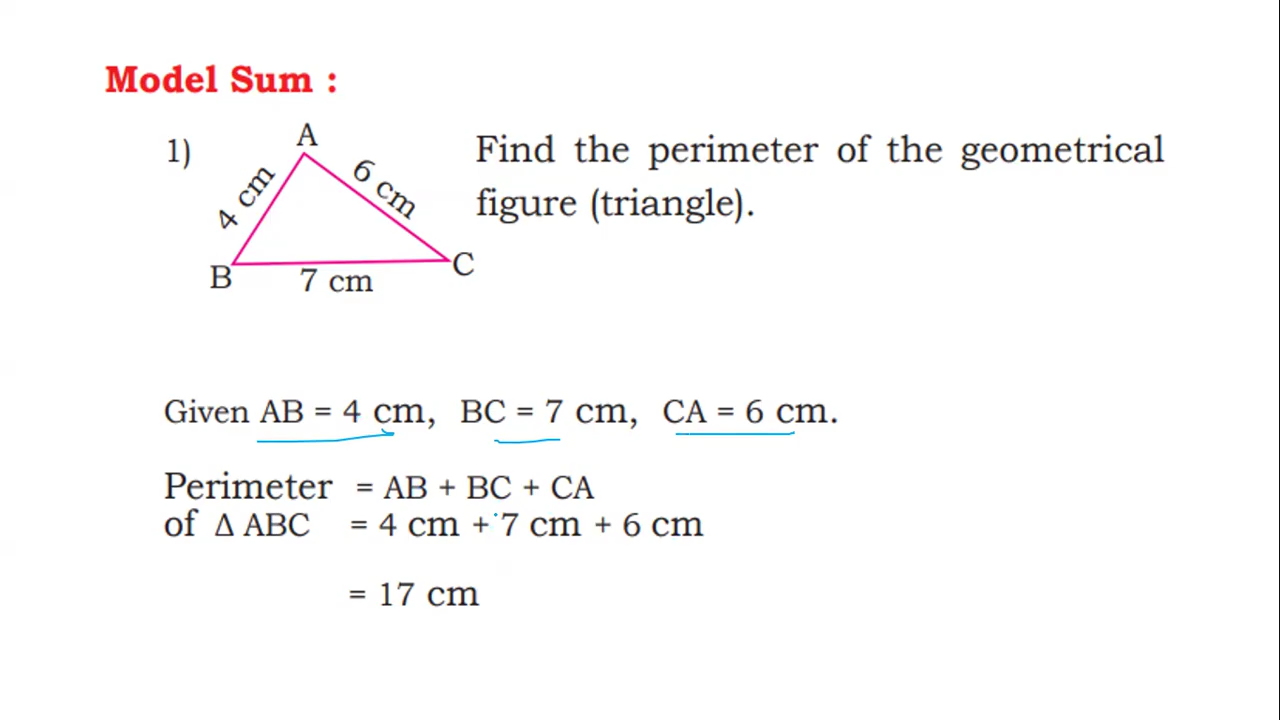 Model Sum :
1)
A
4 cm
6 cm
B
7 cm
C
Find the perimeter of the geometrical
figure (triangle).
Given AB = 4 cm, BC = 7 cm, CA = 6 cm.
Perimeter = AB + BC + CA
of Δ ABC = 4 cm + 7 cm + 6 cm
= 17 cm